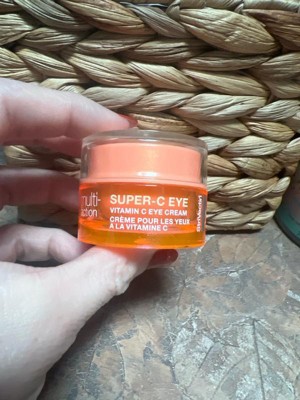 SUPER-C EYE
VITAMIN C EYE CREAM
CRÈME POUR LES YEUX
À LA VITAMINE C